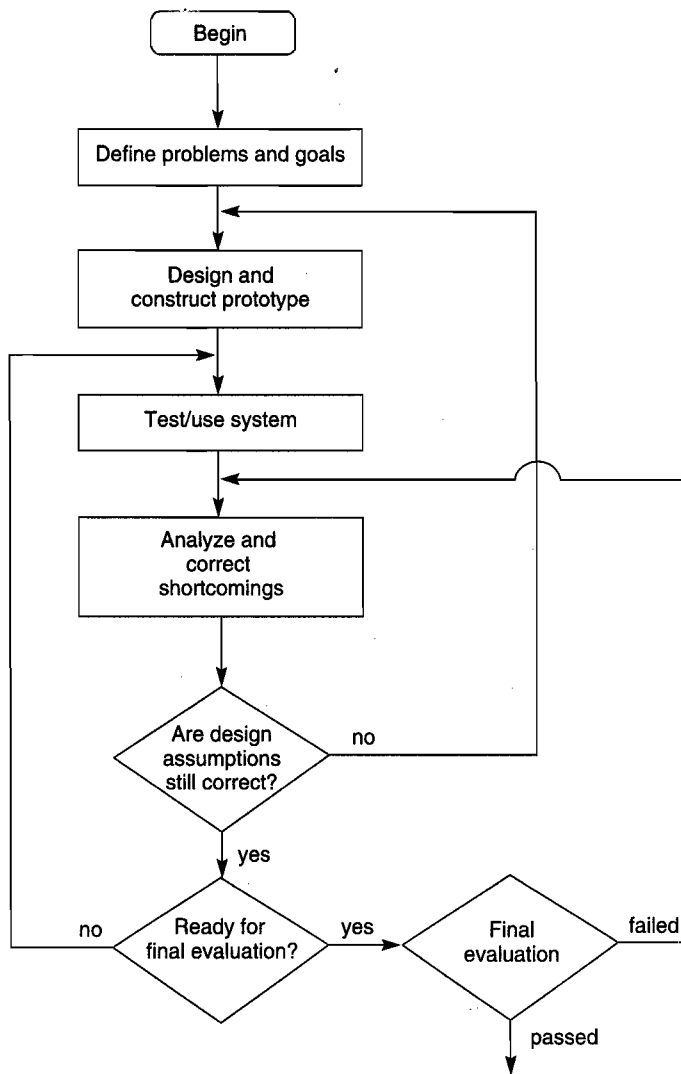 Begin
Define problems and goals
Design and
construct prototype
Test/use system
Analyze and
correct
shortcomings
Are design
assumptions
still correct?
no
yes
no
Ready for
final evaluation?
yes
Final
evaluation
failed
passed